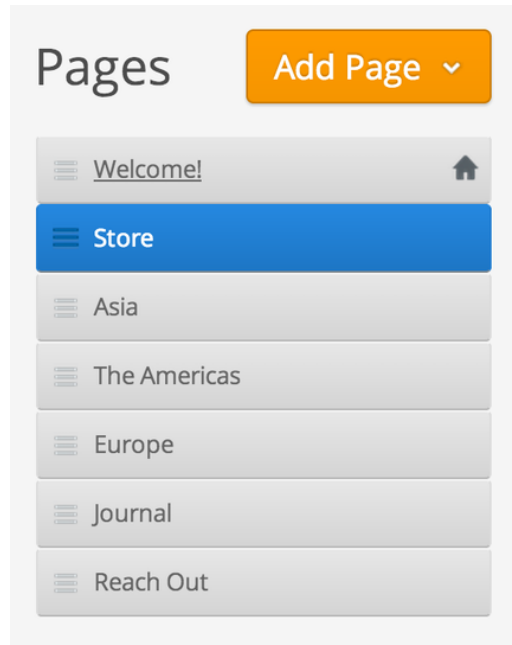 Pages
Add Page
Welcome!
Store
Asia
The Americas
Europe
Journal
Reach Out